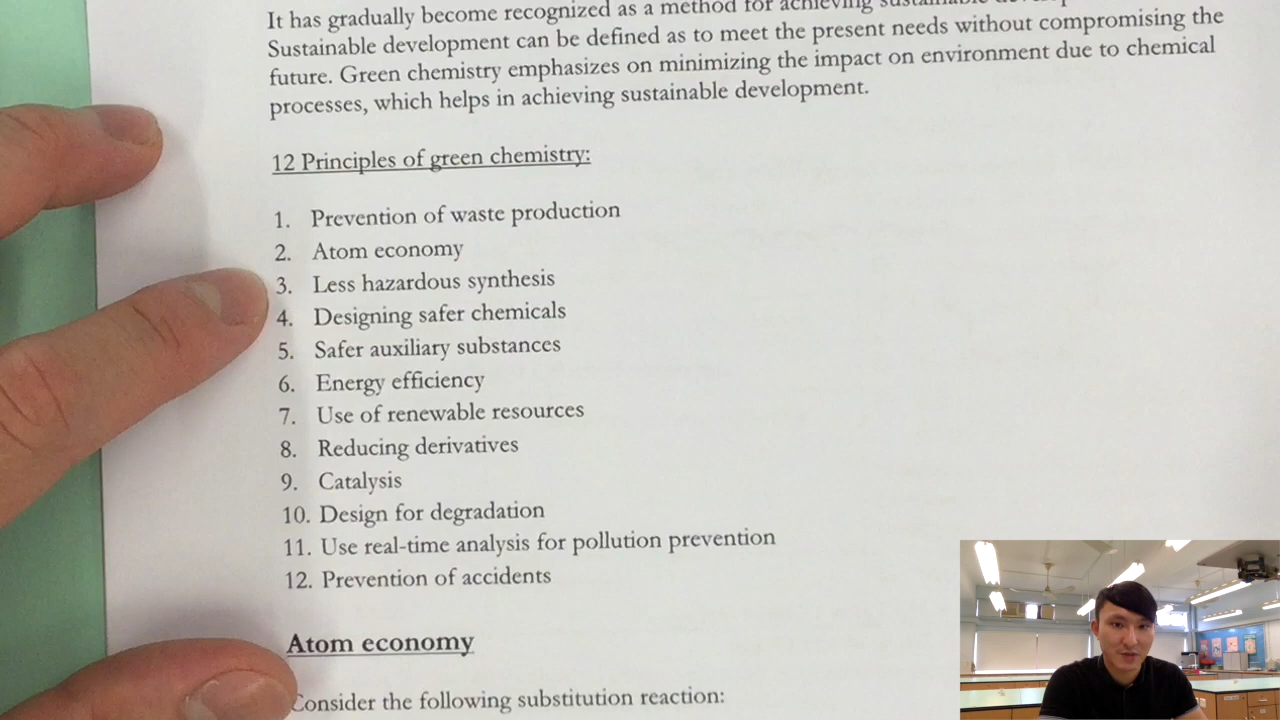 It has gradually become recognized as a method for achieving
Sustainable development can be defined as to meet the present needs without compromising the
future. Green chemistry emphasizes on minimizing the impact on environment due to chemical
processes, which helps in achieving sustainable development.
12 Principles of green chemistry:
1. Prevention of waste production
2. Atom economy
3. Less hazardous synthesis
4. Designing safer chemicals
5. Safer auxiliary substances
6. Energy efficiency
7. Use of renewable resources
8. Reducing derivatives
9. Catalysis
10. Design for degradation
11. Use real-time analysis for pollution prevention
12. Prevention of accidents
Atom economy
Consider the following substitution reaction: